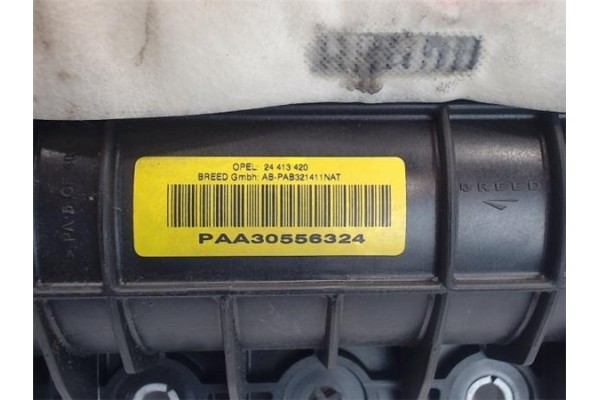 OPEL: 24 413 420
BREED Gmbh: AB-PAB321411NAT
PAA30556324
BREED